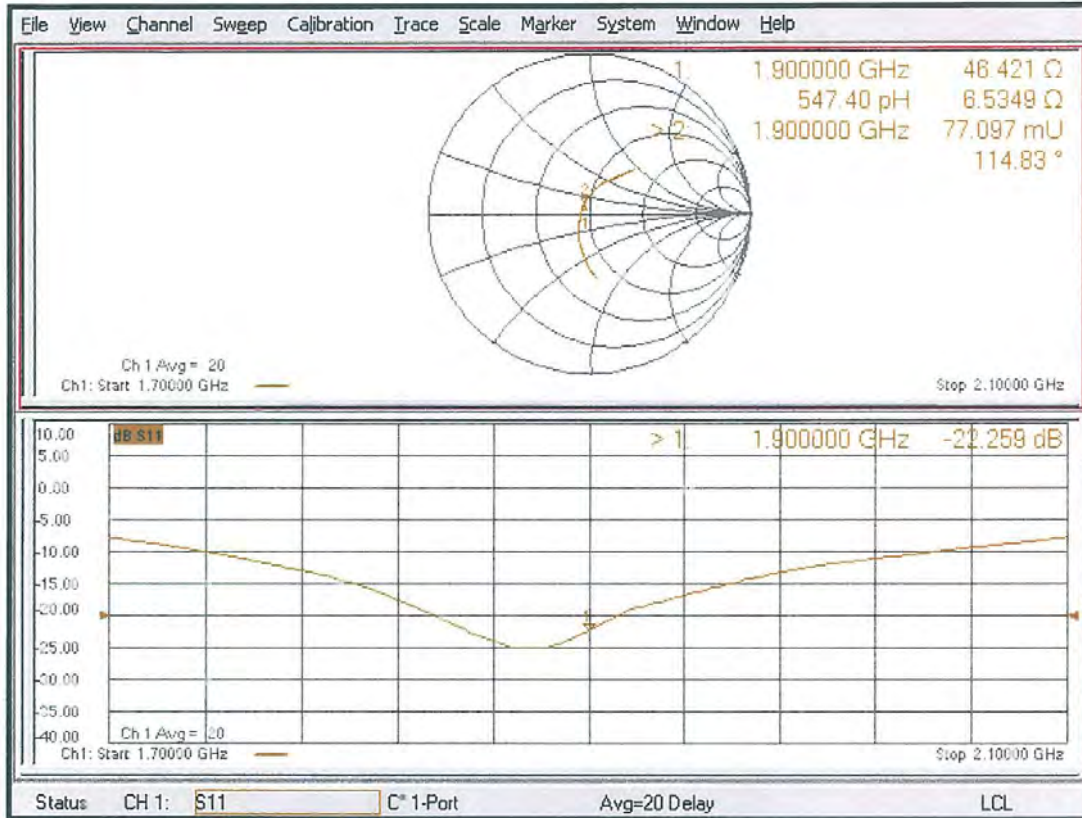 File View Channel Sweep Calibration Trace Scale Marker System Window Help
1: 1.900000 GHz 46.421 Ω
547.40 pH 6.5349 Ω
> 2: 1.900000 GHz 77.097 mU
114.83 °
2
1
Ch 1 Avg = 20
Ch1: Start 1.70000 GHz
Stop 2.10000 GHz
10.00 dB S11 > 1: 1.900000 GHz -22.259 dB
5.00
0.00
-5.00
-10.00
-15.00
-20.00 1
-25.00
-30.00
-35.00
-40.00 Ch 1 Avg = 20
Ch1: Start 1.70000 GHz
Stop 2.10000 GHz
Status CH 1: S11 C* 1-Port Avg=20 Delay LCL